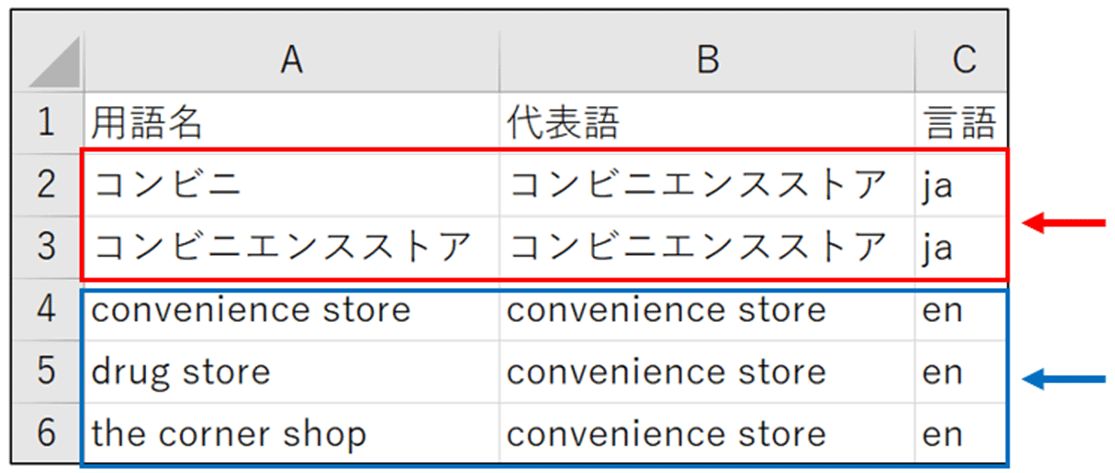 A B C
1 用語名 代表語 言語
2 コンビニ コンビニエンスストア ja
3 コンビニエンスストア コンビニエンスストア ja
4 convenience store convenience store en
5 drug store convenience store en
6 the corner shop convenience store en